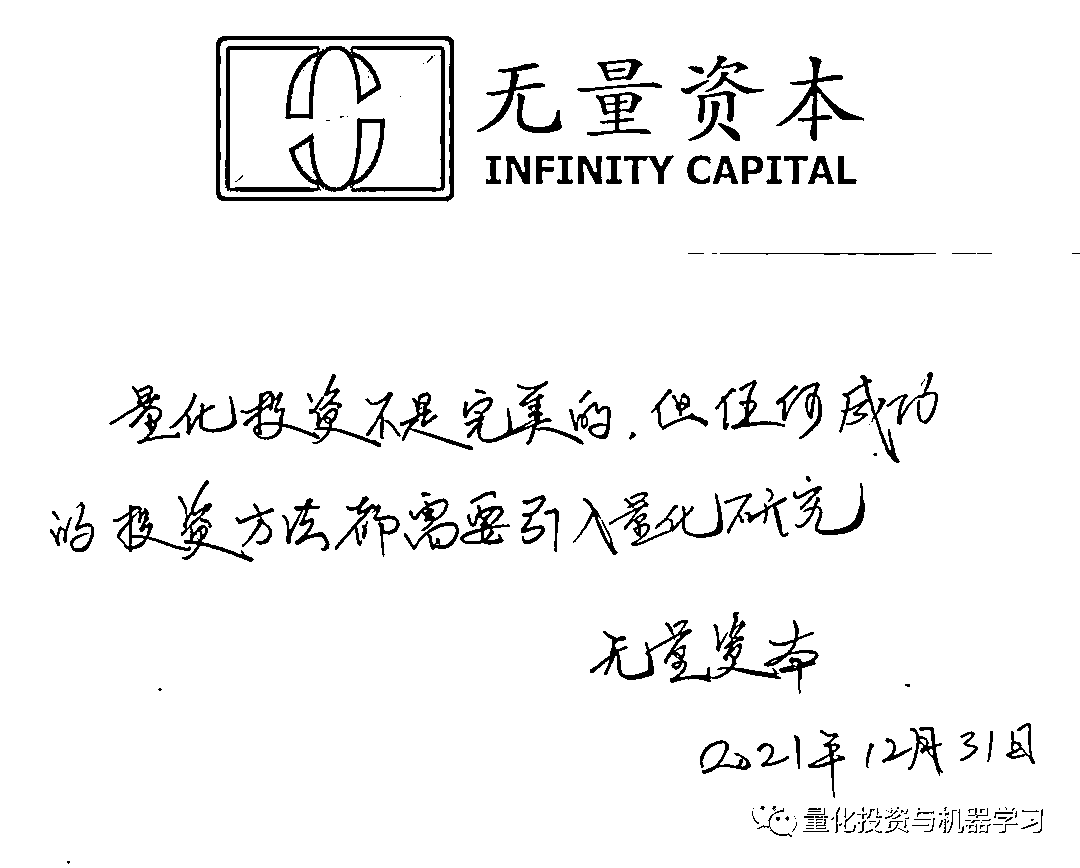 无量资本
INFINITY CAPITAL
量化投资不是完美的,但任何成功
的投资方法都需要引入量化研究
无量资本
2021年12月31日
量化投资与机器学习